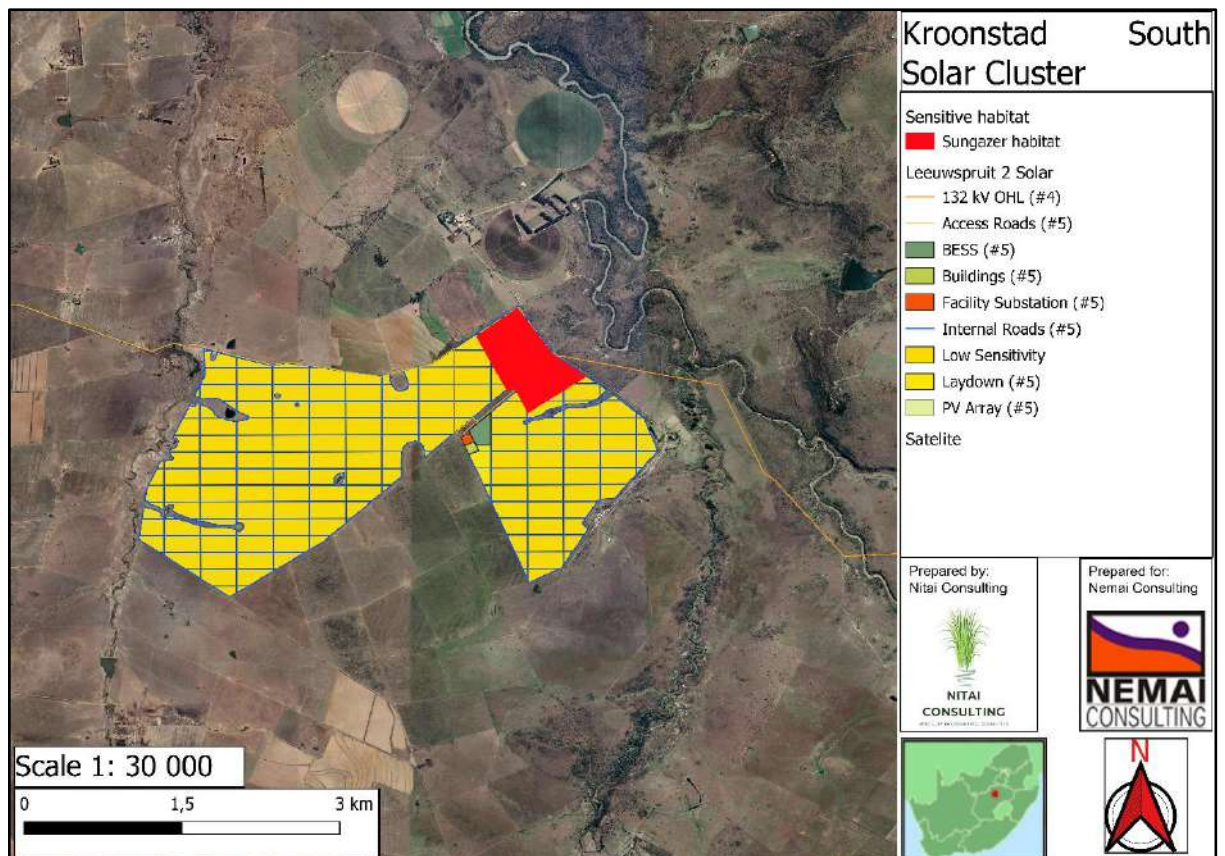 Kroonstad South
Solar Cluster
Sensitive habitat
Sungazer habitat
Leeuwspruit 2 Solar
132 kV OHL (#4)
Access Roads (#5)
BESS (#5)
Buildings (#5)
Facility Substation (#5)
Internal Roads (#5)
Low Sensitivity
Laydown (#5)
PV Array (#5)
Satelite
Prepared by:
Nitai Consulting
NITAI
CONSULTING
Prepared for:
Nemai Consulting
NEMAI
CONSULTING
N
Scale 1: 30 000
0 1,5 3 km